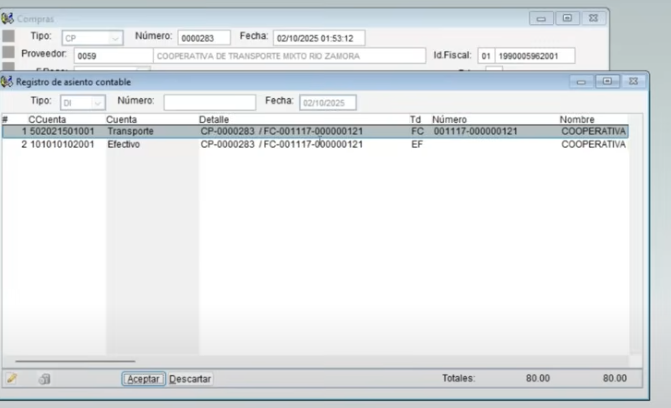 Compras
Tipo: CP Número: 0000283 Fecha: 02/10/2025 01:53:12
Proveedor: 0059 COOPERATIVA DE TRANSPORTE MIXTO RIO ZAMORA Id.Fiscal: 01 1990005962001
Registro de asiento contable
Tipo: DI Número: Fecha: 02/10/2025
# CCuenta Cuenta Detalle Td Número Nombre
1 502021501001 Transporte CP-0000283 / FC-001117-000000121 FC 001117-000000121 COOPERATIVA
2 101010102001 Efectivo CP-0000283 / FC-001117-000000121 EF COOPERATIVA
Aceptar Descartar Totales: 80.00 80.00